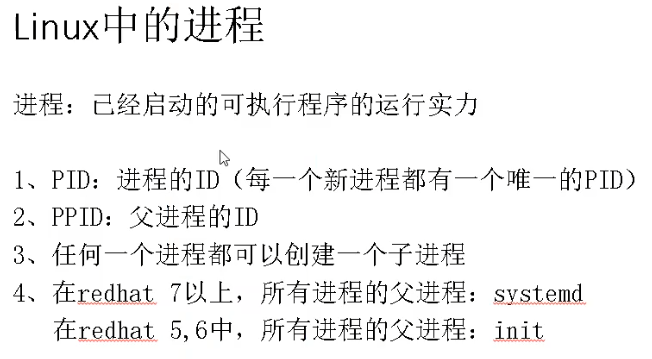 Linux中的进程
进程：已经启动的可执行程序的运行实力
1、PID：进程的ID（每一个新进程都有一个唯一的PID）
2、PPID：父进程的ID
3、任何一个进程都可以创建一个子进程
4、在redhat 7以上，所有进程的父进程：systemd
在redhat 5,6中，所有进程的父进程：init